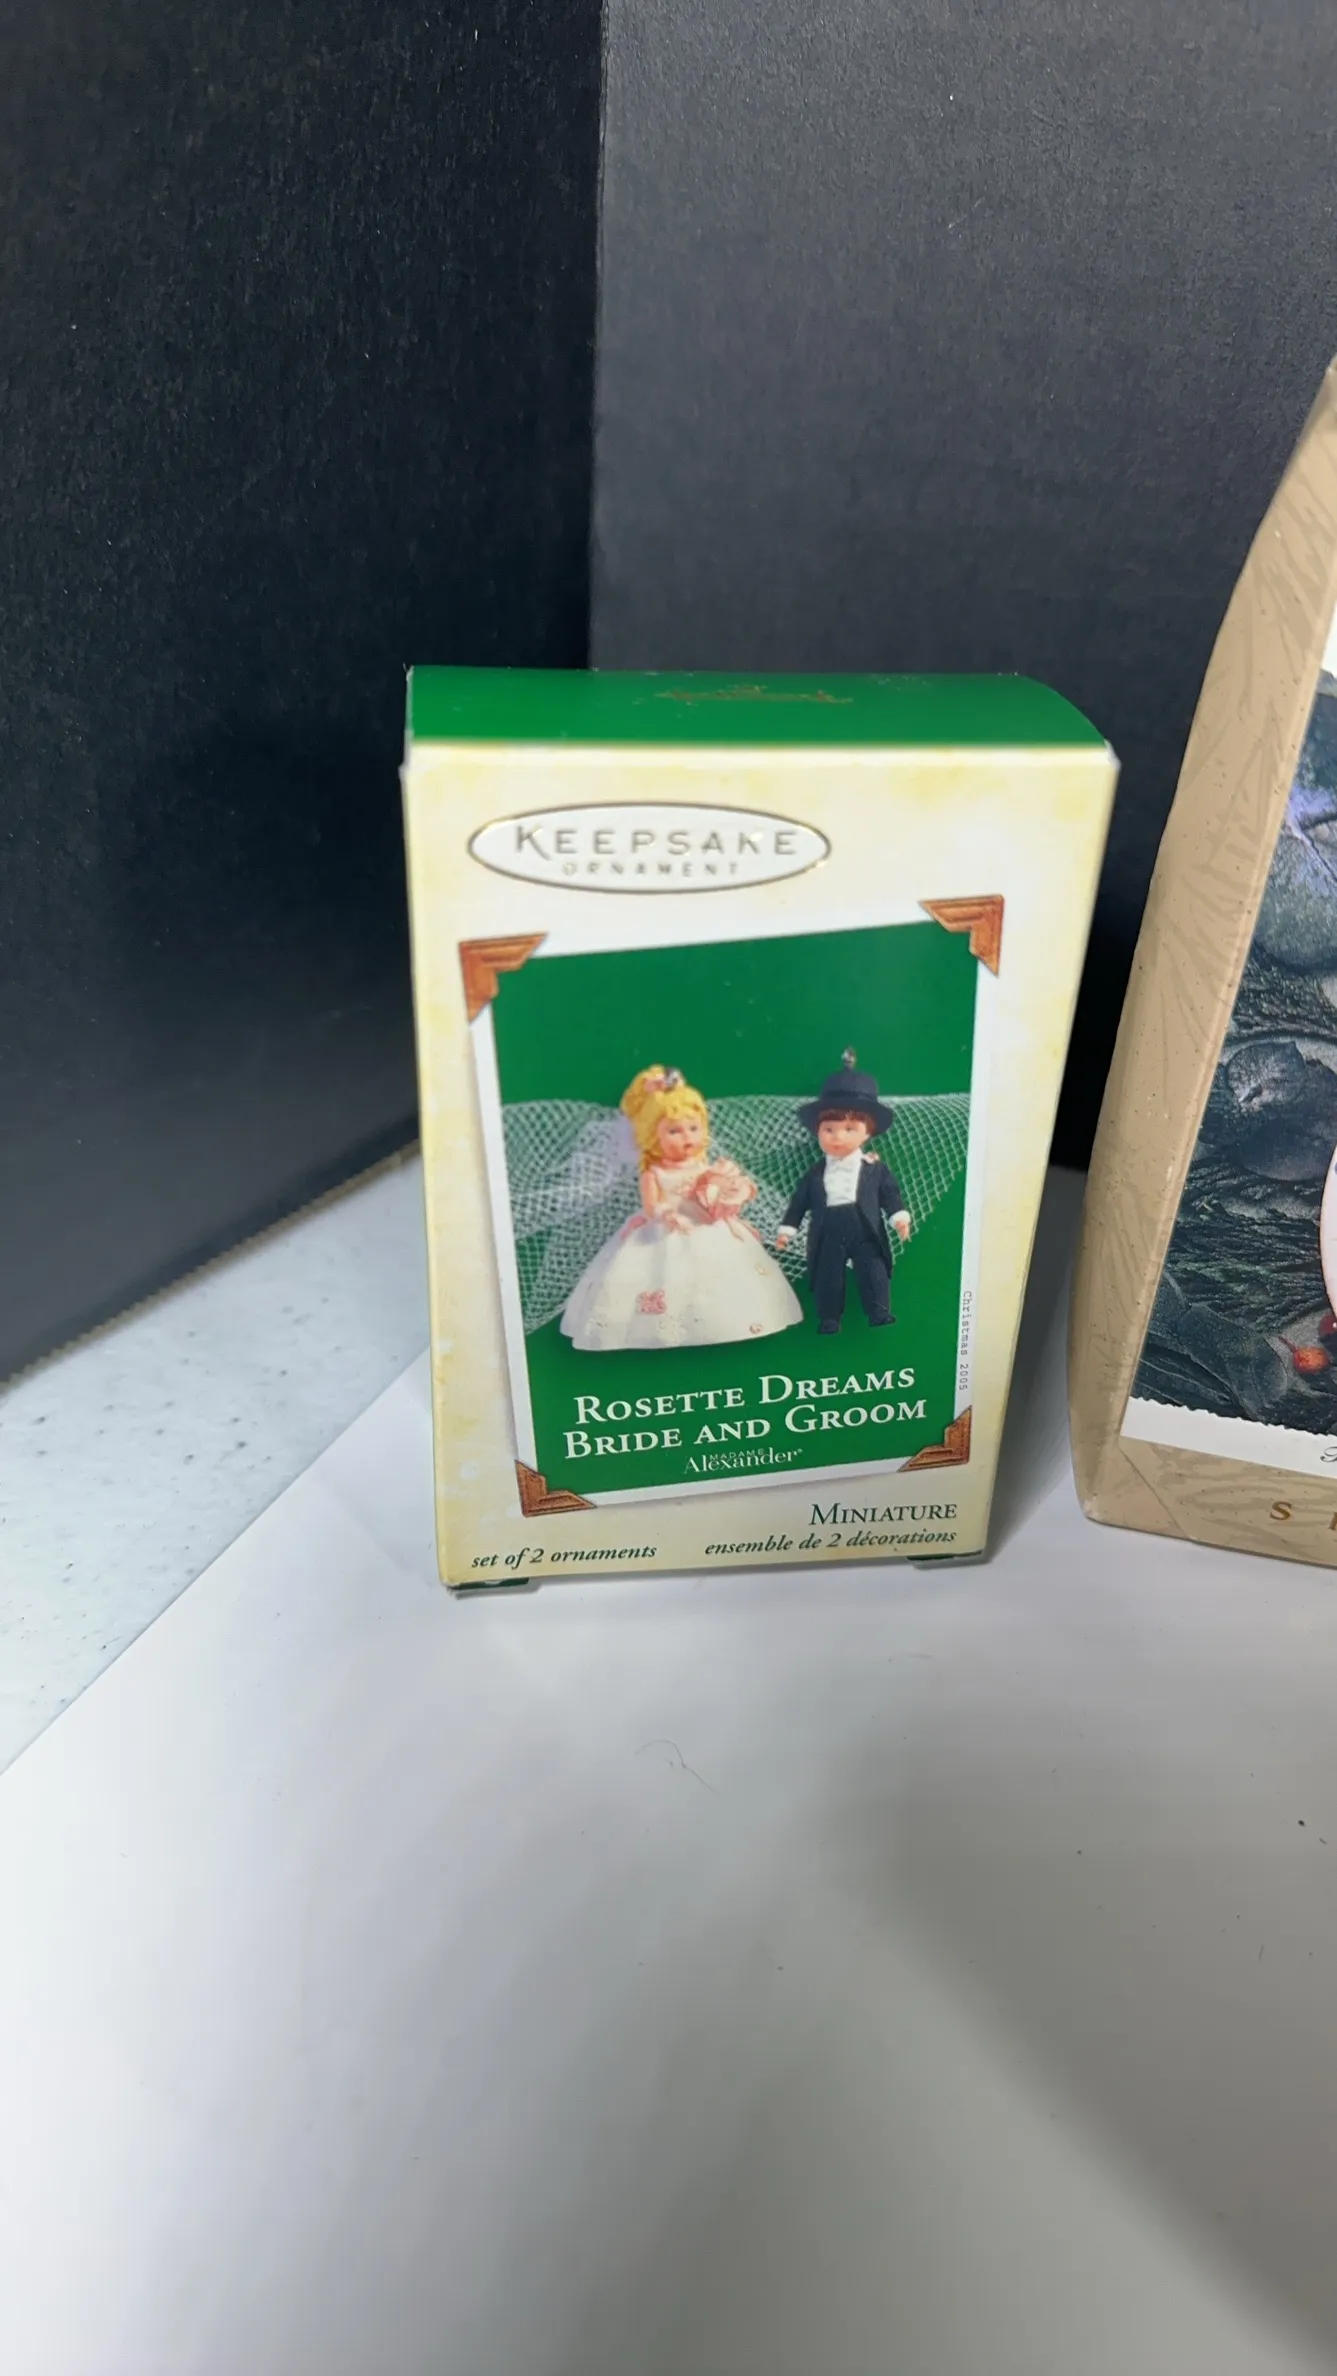 KEEPSAKE
ORNAMENT
Christmas 2005
ROSETTE DREAMS
BRIDE AND GROOM
MADAME
Alexander
MINIATURE
set of 2 ornaments
ensemble de 2 décorations
S